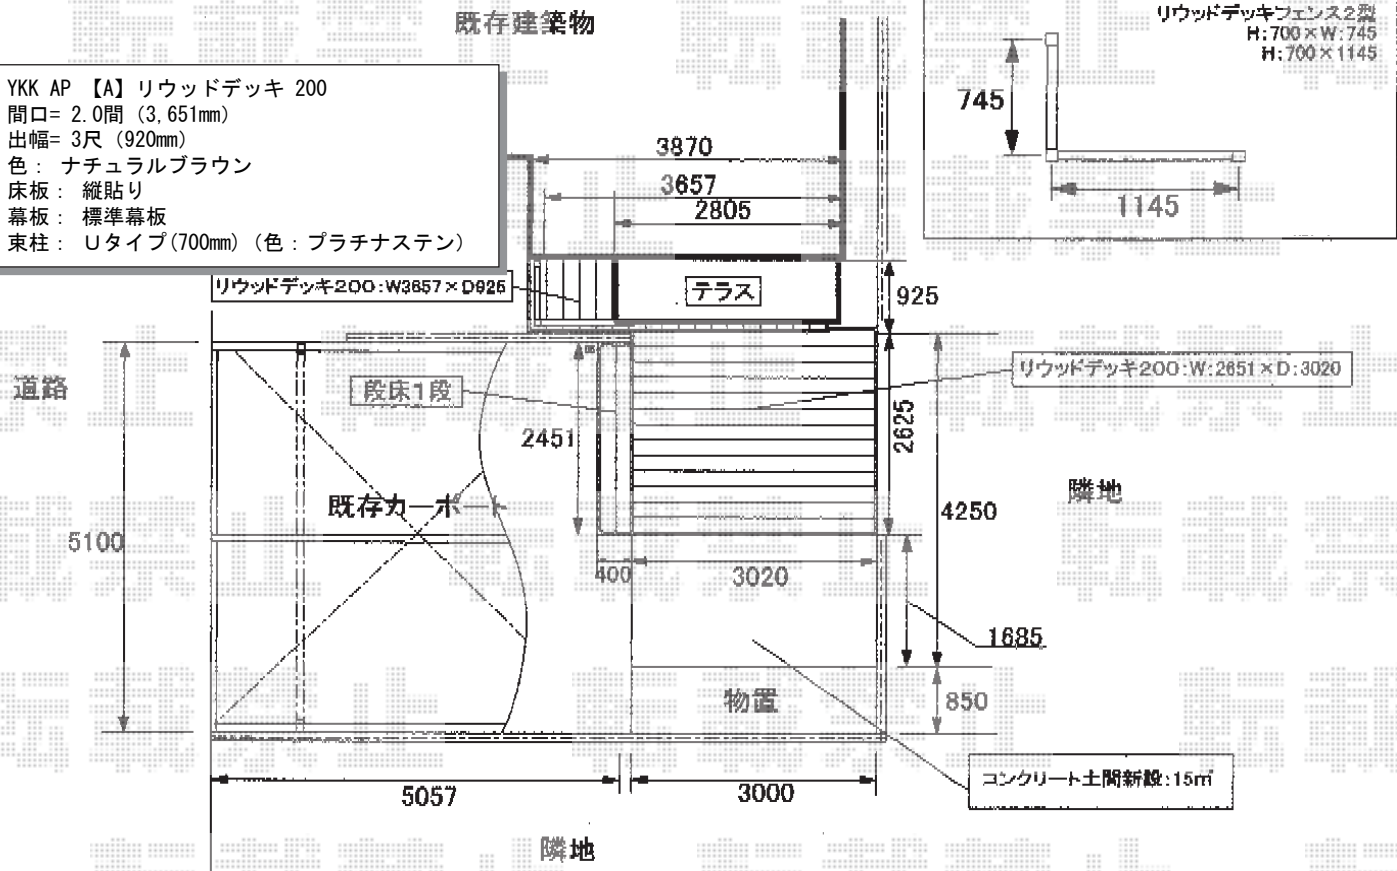 既存建築物
リウッドデッキフェンス2型
H:700×W:745
H:700×1145
745
1145
YKK AP 【A】リウッドデッキ 200
間口= 2.0間 (3,651mm)
出幅= 3尺 (920mm)
色： ナチュラルブラウン
床板： 縦貼り
幕板： 標準幕板
束柱： Uタイプ(700mm) (色：プラチナステン)
3870
3657
2805
リウッドデッキ200:W3657×D925
テラス
925
道路
段床1段
リウッドデッキ200:W:2651×D:3020
2451
2625
既存カーポート
隣地
4250
5100
400
3020
1685
物置
850
コンクリート土間新設:15㎡
5057
3000
隣地